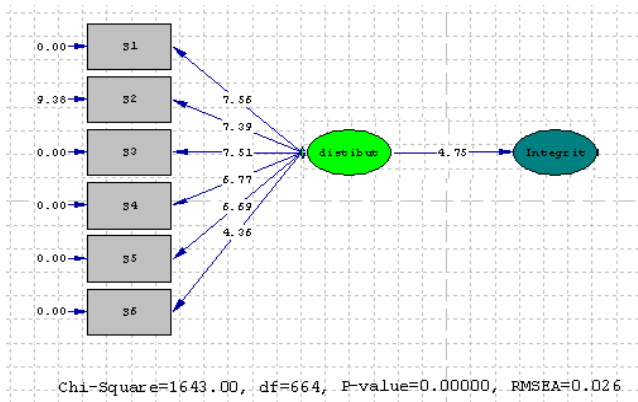 0.00
s1
9.38
s2
7.56
7.39
0.00
s3
7.51
distibut
4.75
Integrit
6.77
0.00
s4
6.69
4.36
0.00
s5
0.00
s6
Chi-Square=1643.00, df=664, P-value=0.00000, RMSEA=0.026